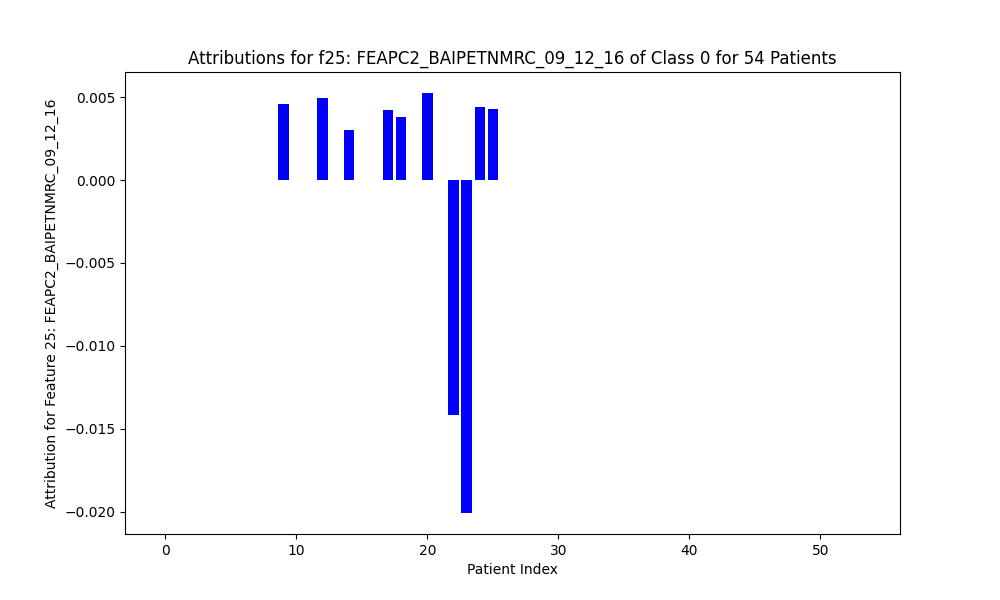 Attributions for f25: FEAPC2_BAIPETNMRC_09_12_16 of Class 0 for 54 Patients
Attribution for Feature 25: FEAPC2_BAIPETNMRC_09_12_16
0.005
0.000
−0.005
−0.010
−0.015
−0.020
0 10 20 30 40 50
Patient Index